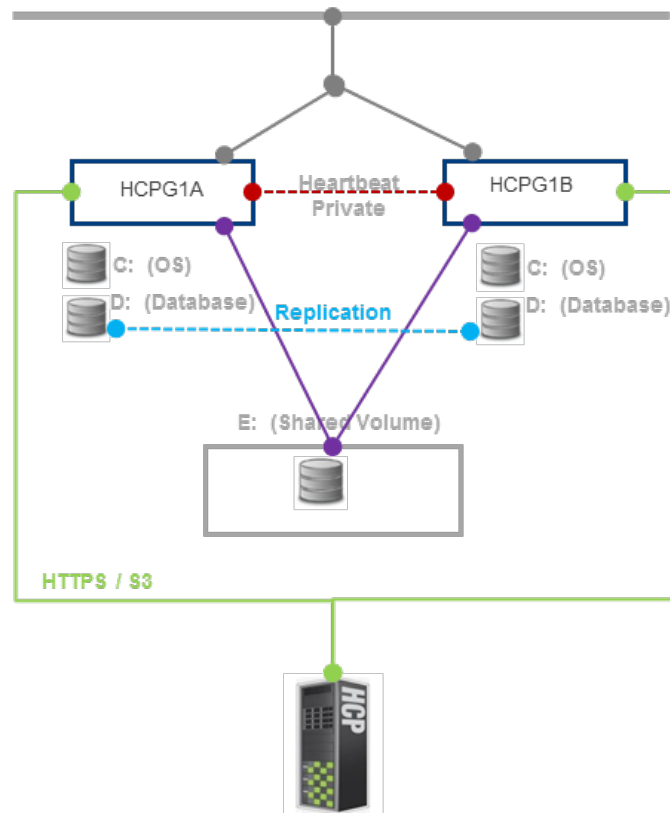 HCPG1A
Heartbeat
Private
HCPG1B
C: (OS)
D: (Database)
C: (OS)
D: (Database)
Replication
E: (Shared Volume)
HTTPS / S3
HCP